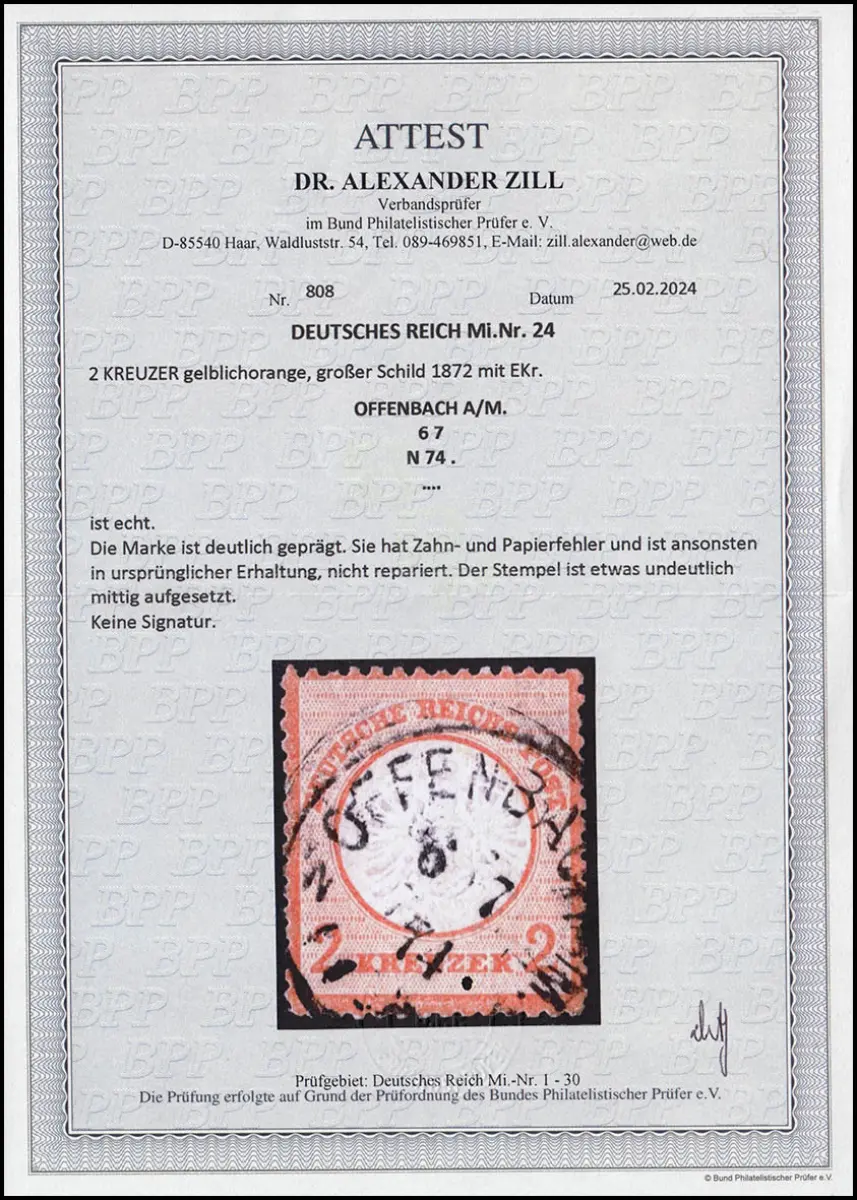 ATTEST
DR. ALEXANDER ZILL
Verbandsprüfer
im Bund Philatelistischer Prüfer e. V.
D-85540 Haar, Waldluststr. 54, Tel. 089-469851, E-Mail: zill.alexander@web.de
Nr. 808 Datum 25.02.2024
DEUTSCHES REICH Mi.Nr. 24
2 KREUZER gelblichorange, großer Schild 1872 mit EKr.
OFFENBACH A/M.
6 7
N 74 .
....
ist echt.
Die Marke ist deutlich geprägt. Sie hat Zahn- und Papierfehler und ist ansonsten
in ursprünglicher Erhaltung, nicht repariert. Der Stempel ist etwas undeutlich
mittig aufgesetzt.
Keine Signatur.
DEUTSCHE REICHS-POST
OFFENBACH
6 7
2 KREUZER 2
Prüfgebiet: Deutsches Reich Mi.-Nr. 1 - 30
Die Prüfung erfolgte auf Grund der Prüfordnung des Bundes Philatelistischer Prüfer e.V.
© Bund Philatelistischer Prüfer e.V.